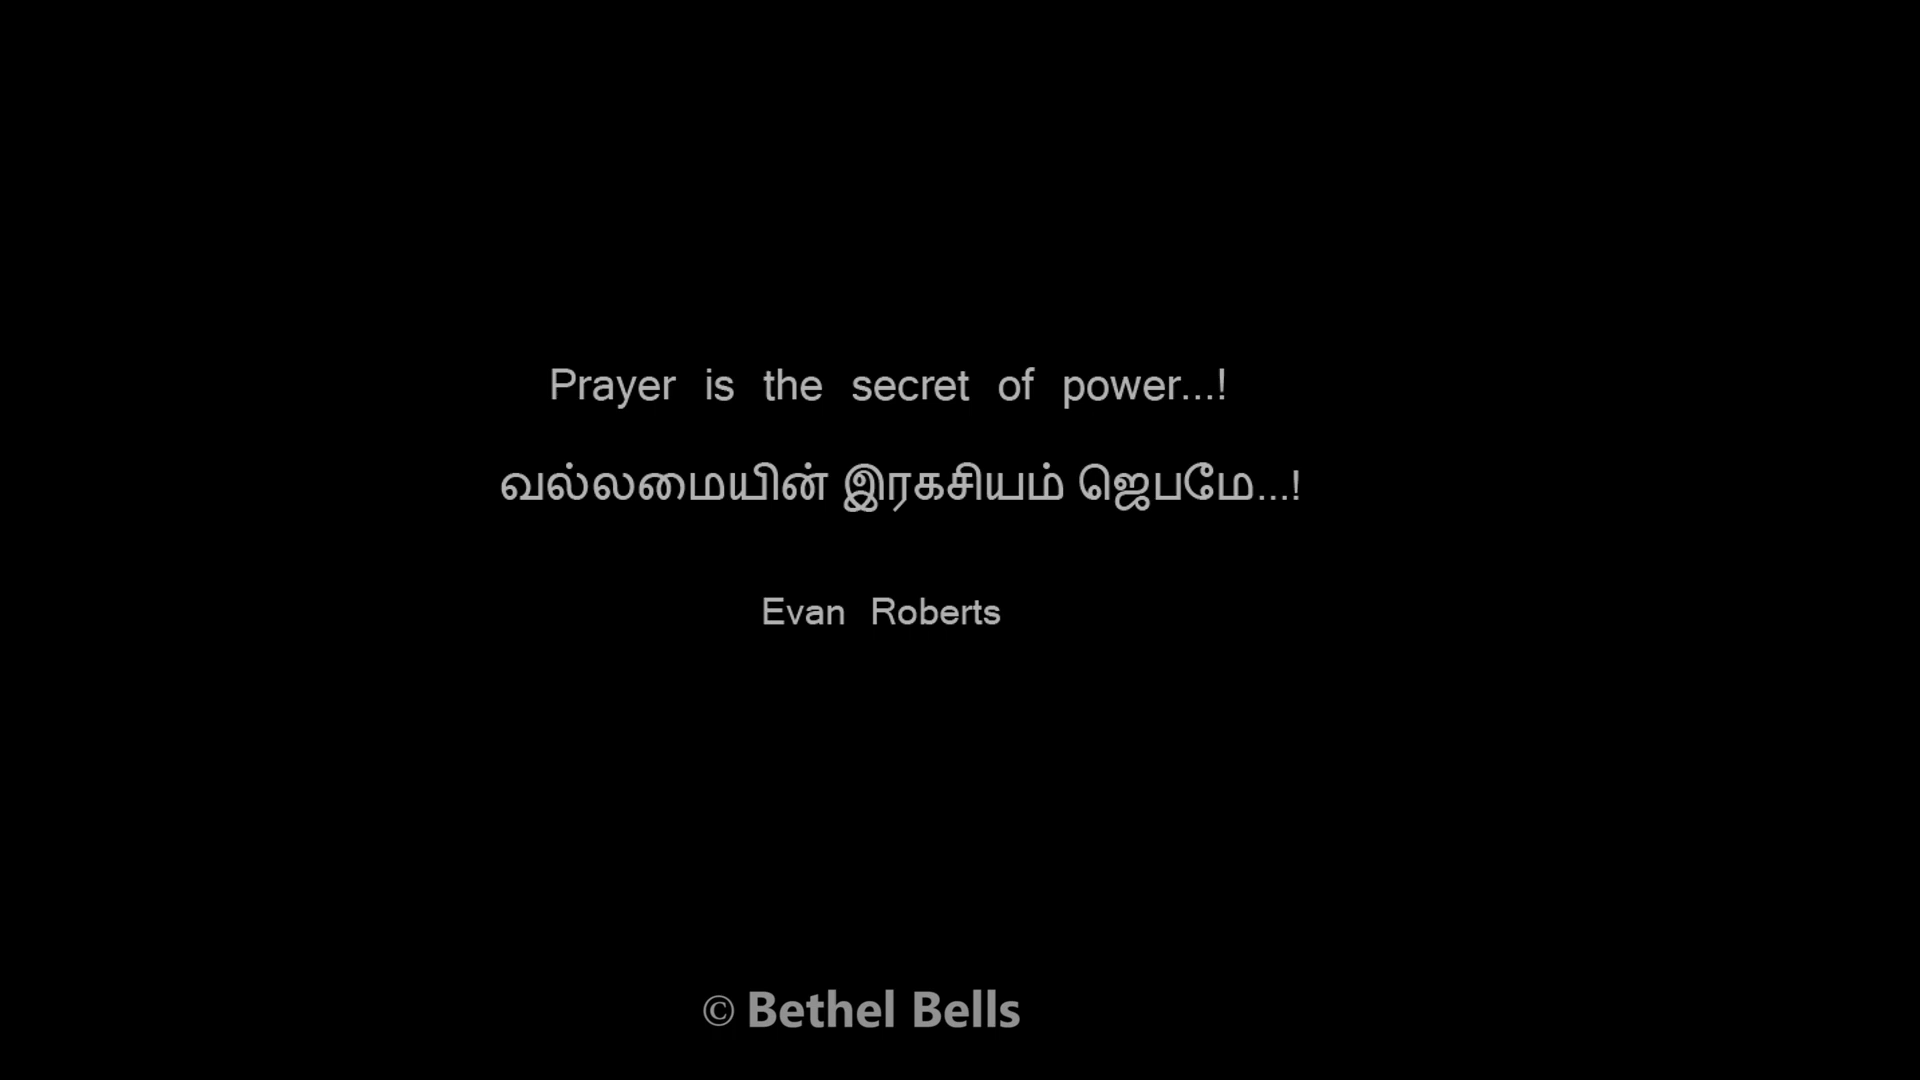 Prayer is the secret of power...!
வல்லமையின் இரகசியம் ஜெபமே...!
Evan Roberts
© Bethel Bells